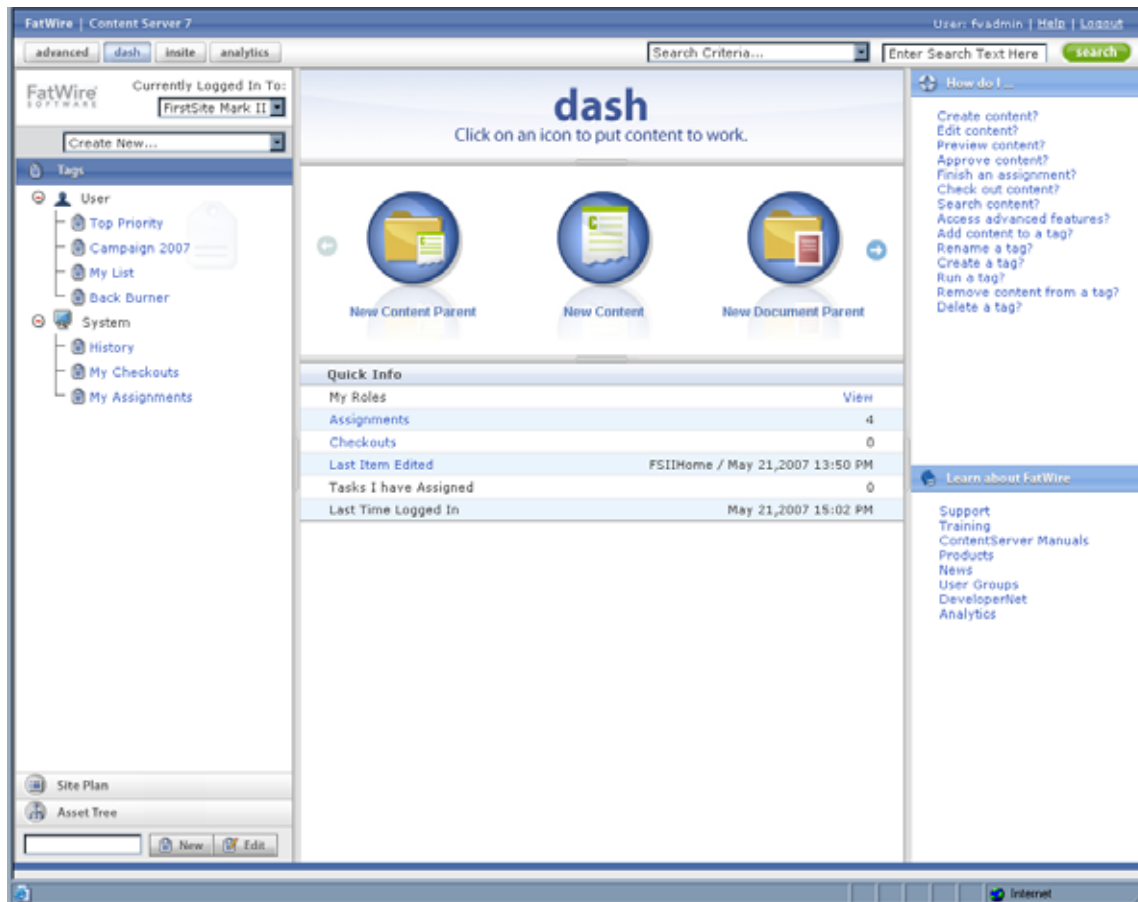 FatWire | Content Server 7
User: fwadmin | Help | Logout
advanced dash insite analytics
Search Criteria...
Enter Search Text Here
search
FatWire SOFTWARE
Currently Logged In To:
FirstSite Mark II
Create New...
Tags
User
Top Priority
Campaign 2007
My List
Back Burner
System
History
My Checkouts
My Assignments
Site Plan
Asset Tree
New Edit
dash
Click on an icon to put content to work.
New Content Parent
New Content
New Document Parent
Quick Info
My Roles View
Assignments 4
Checkouts 0
Last Item Edited FSIIHome / May 21,2007 13:50 PM
Tasks I have Assigned 0
Last Time Logged In May 21,2007 15:02 PM
How do I ...
Create content?
Edit content?
Preview content?
Approve content?
Finish an assignment?
Check out content?
Search content?
Access advanced features?
Add content to a tag?
Rename a tag?
Create a tag?
Run a tag?
Remove content from a tag?
Delete a tag?
Learn about FatWire
Support
Training
ContentServer Manuals
Products
News
User Groups
DeveloperNet
Analytics
Internet